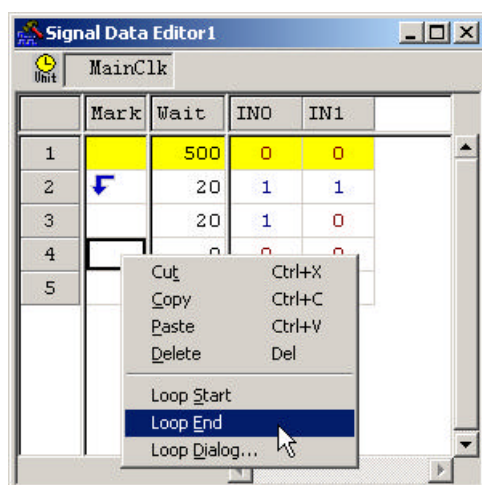 Signal Data Editor1
Unit MainClk
Mark Wait IN0 IN1
1 500 0 0
2 20 1 1
3 20 1 0
4
5
Cut Ctrl+X
Copy Ctrl+C
Paste Ctrl+V
Delete Del
Loop Start
Loop End
Loop Dialog...